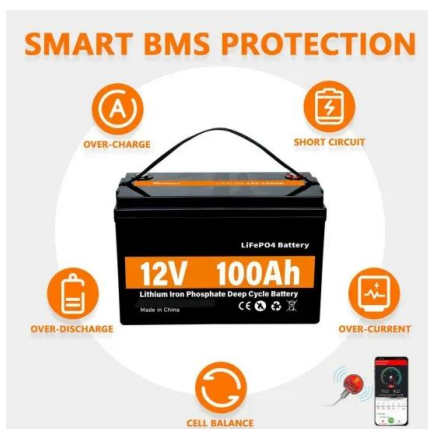 SMART BMS PROTECTION
OVER-CHARGE
SHORT CIRCUIT
LiFePO4 Battery
12V 100Ah
Lithium Iron Phosphate Deep Cycle Battery
Made in China
OVER-DISCHARGE
OVER-CURRENT
CELL BALANCE